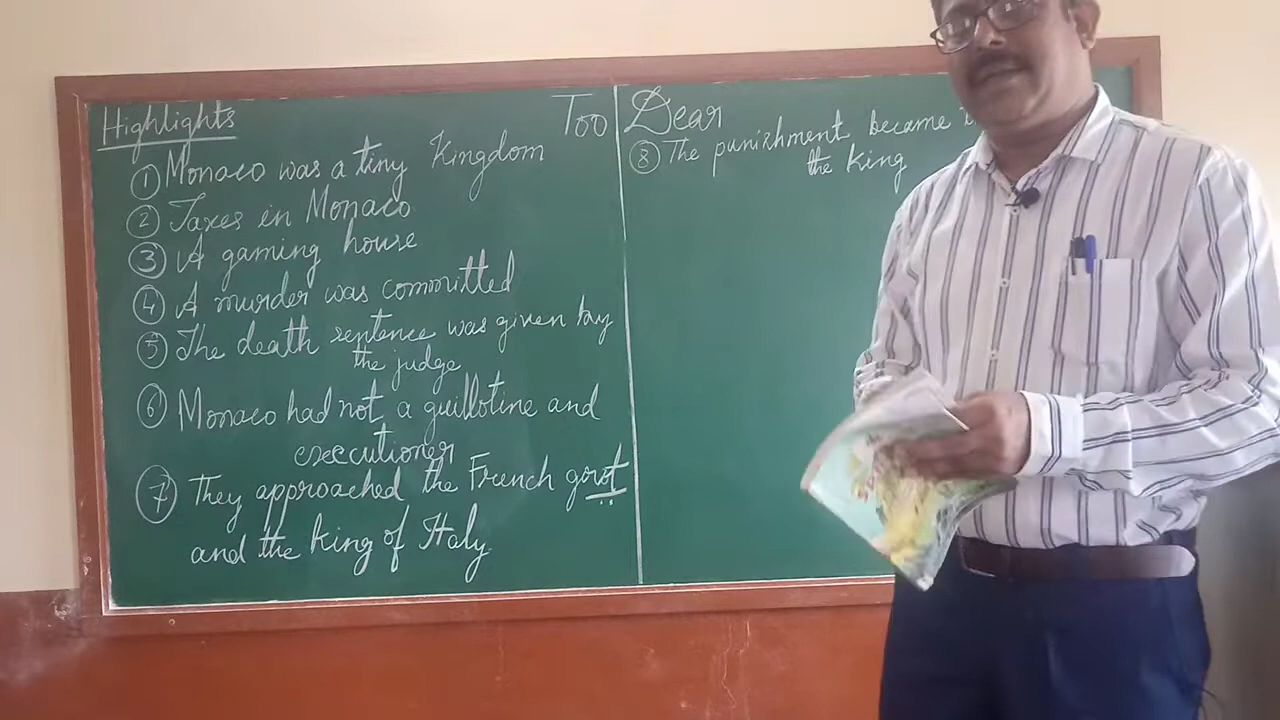 Highlights
Too Dear
① Monaco was a tiny Kingdom
② Taxes in Monaco
③ A gaming house
④ A murder was committed
⑤ The death sentence was given by
the judge
⑥ Monaco had not a guillotine and
executioner
⑦ They approached the French govt
and the king of Italy
⑧ The punishment became
the king